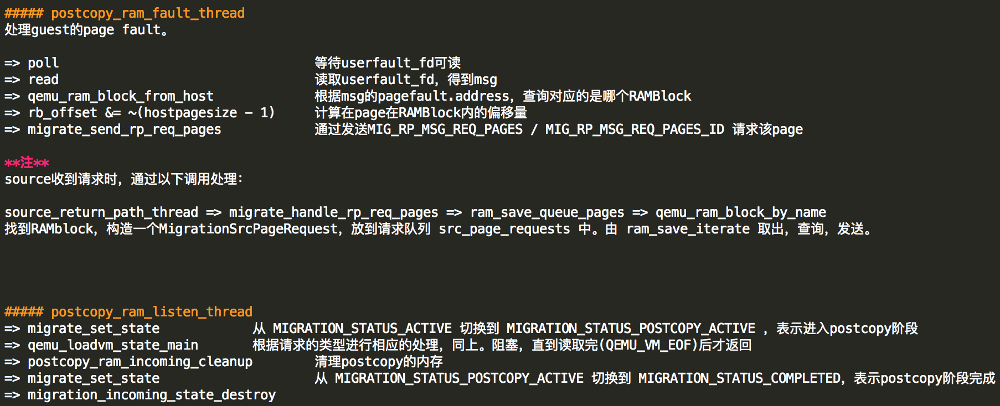 ##### postcopy_ram_fault_thread
处理guest的page fault。
=> poll 等待userfault_fd可读
=> read 读取userfault_fd，得到msg
=> qemu_ram_block_from_host 根据msg的pagefault.address，查询对应的是哪个RAMBlock
=> rb_offset &= ~(hostpagesize - 1) 计算在page在RAMBlock内的偏移量
=> migrate_send_rp_req_pages 通过发送MIG_RP_MSG_REQ_PAGES / MIG_RP_MSG_REQ_PAGES_ID 请求该page
**注**
source收到请求时，通过以下调用处理：
source_return_path_thread => migrate_handle_rp_req_pages => ram_save_queue_pages => qemu_ram_block_by_name
找到RAMblock，构造一个MigrationSrcPageRequest，放到请求队列 src_page_requests 中。由 ram_save_iterate 取出，查询，发送。
##### postcopy_ram_listen_thread
=> migrate_set_state 从 MIGRATION_STATUS_ACTIVE 切换到 MIGRATION_STATUS_POSTCOPY_ACTIVE ，表示进入postcopy阶段
=> qemu_loadvm_state_main 根据请求的类型进行相应的处理，同上。阻塞，直到读取完(QEMU_VM_EOF)后才返回
=> postcopy_ram_incoming_cleanup 清理postcopy的内存
=> migrate_set_state 从 MIGRATION_STATUS_POSTCOPY_ACTIVE 切换到 MIGRATION_STATUS_COMPLETED，表示postcopy阶段完成
=> migration_incoming_state_destroy